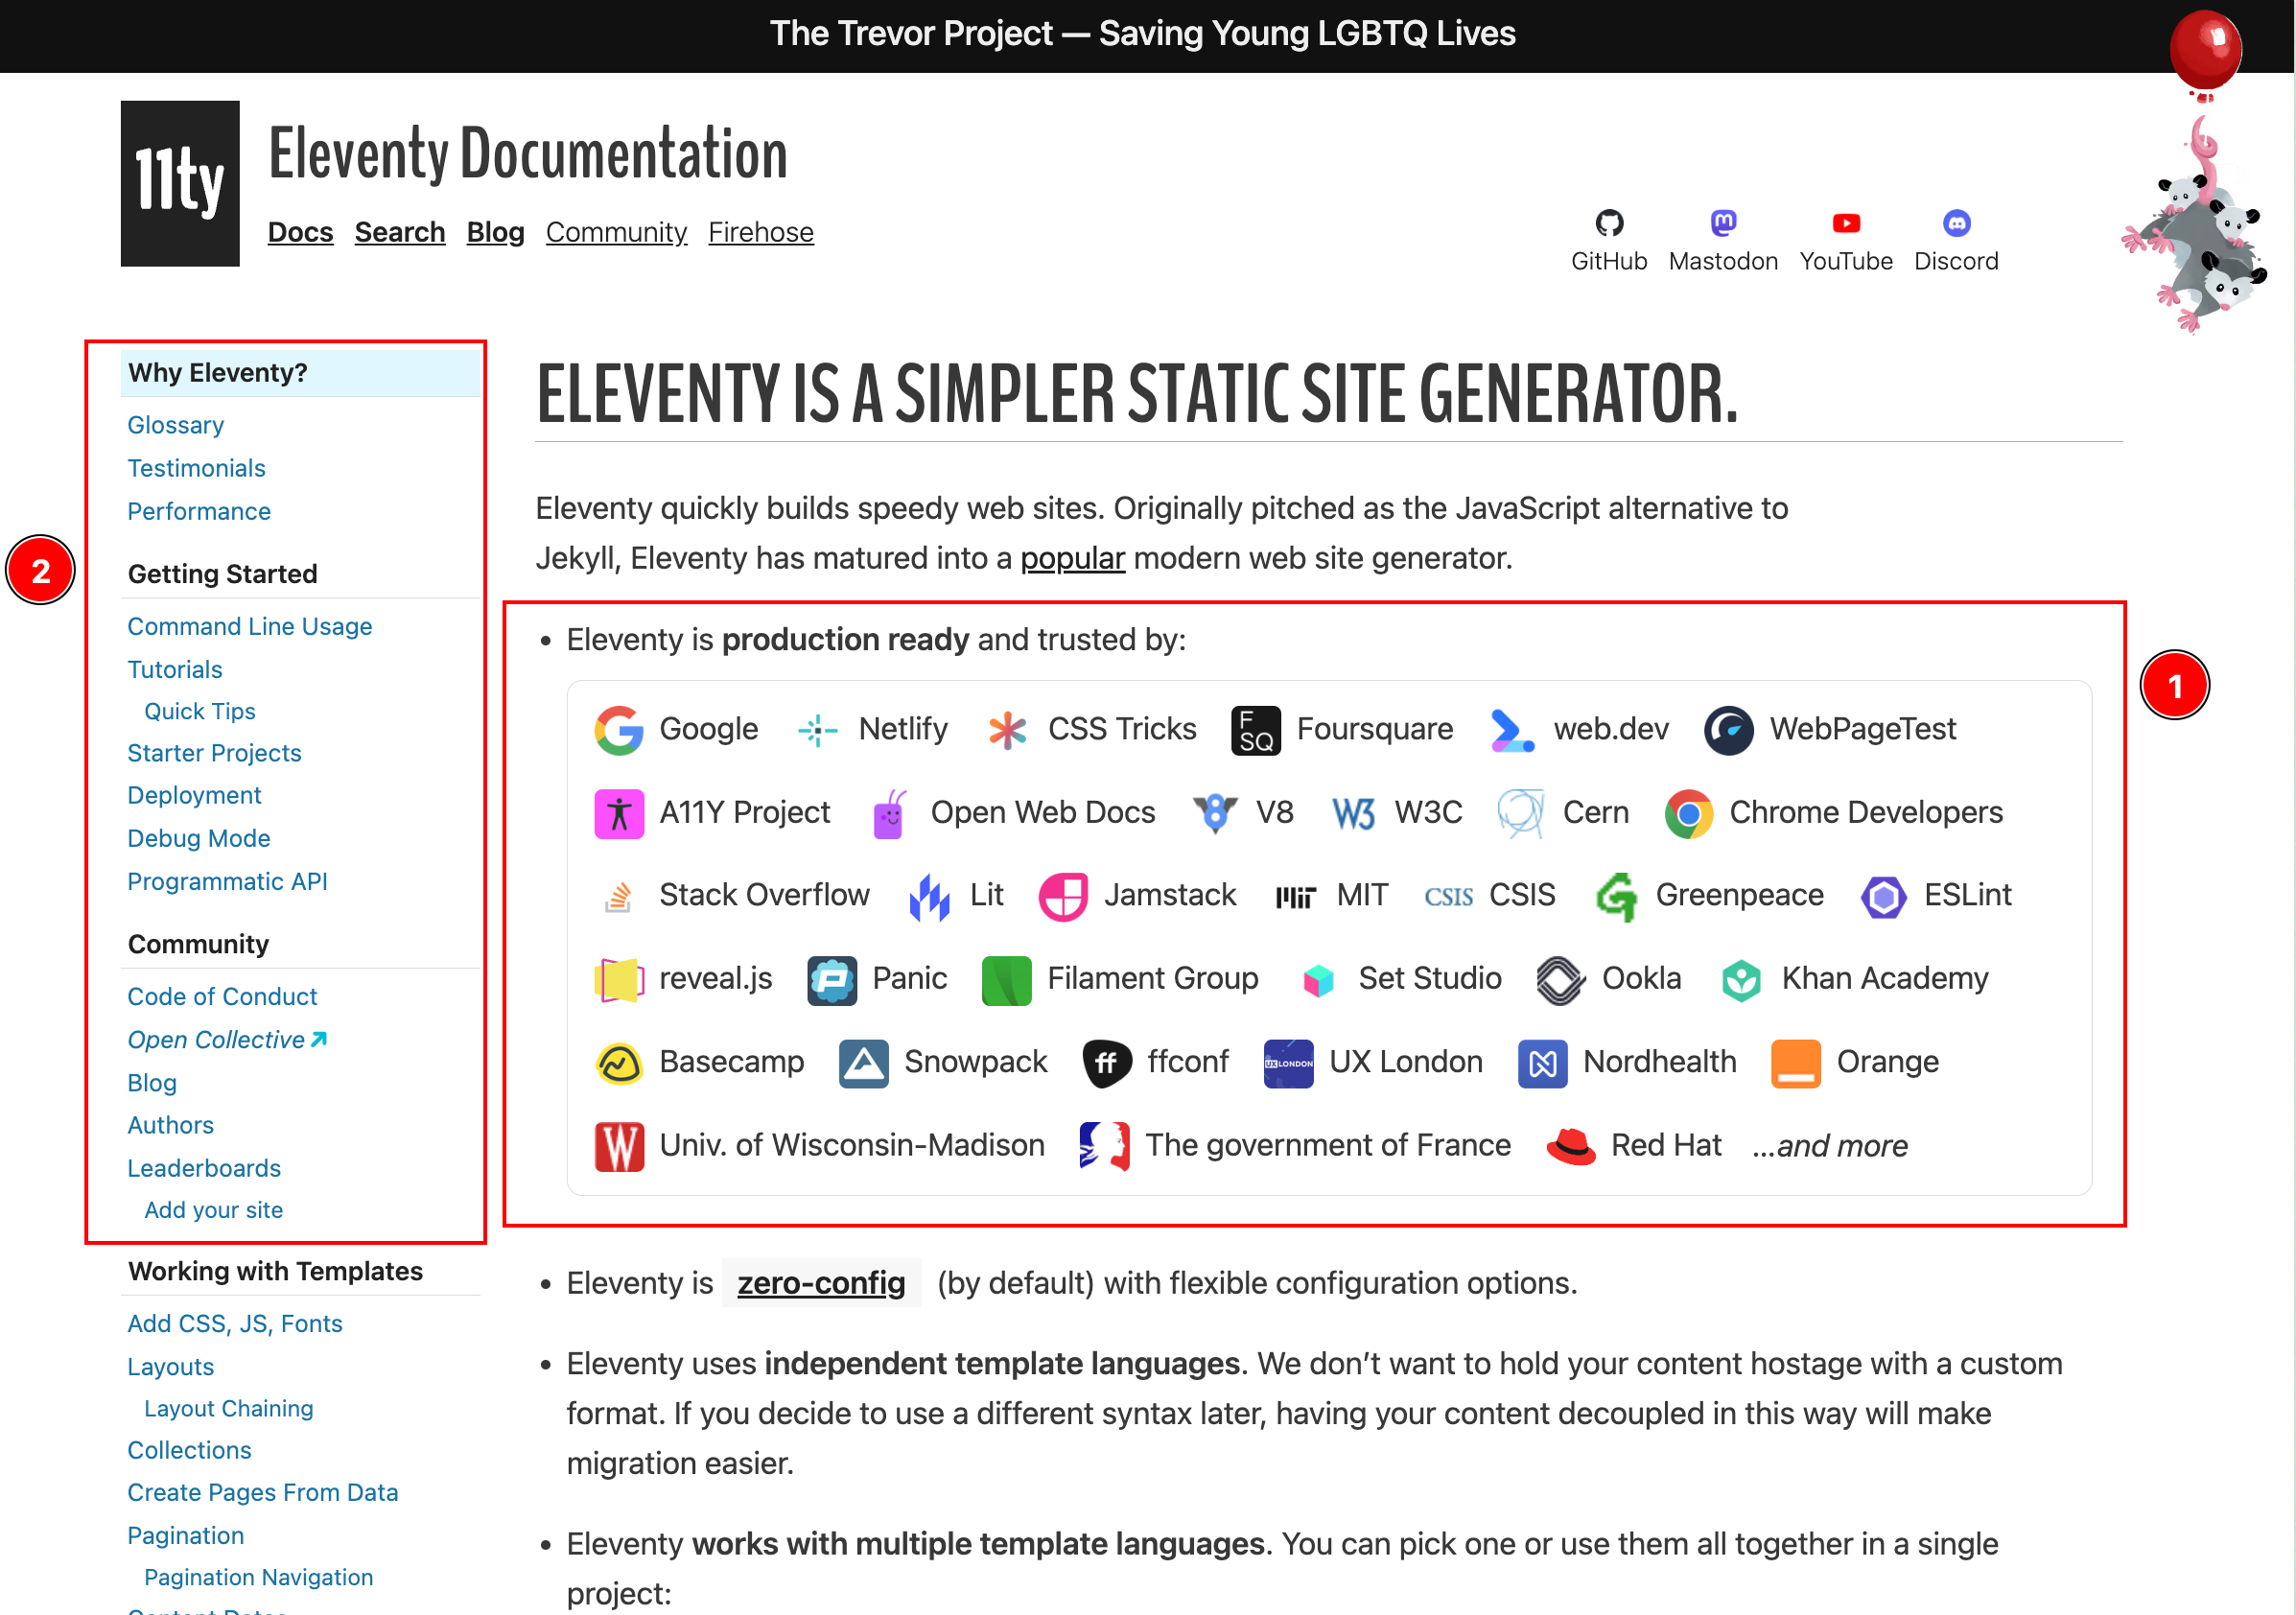 The Trevor Project — Saving Young LGBTQ Lives
11ty
Eleventy Documentation
Docs Search Blog Community Firehose
GitHub Mastodon YouTube Discord
Why Eleventy?
Glossary
Testimonials
Performance
2
Getting Started
Command Line Usage
Tutorials
Quick Tips
Starter Projects
Deployment
Debug Mode
Programmatic API
Community
Code of Conduct
Open Collective
Blog
Authors
Leaderboards
Add your site
Working with Templates
Add CSS, JS, Fonts
Layouts
Layout Chaining
Collections
Create Pages From Data
Pagination
Pagination Navigation
Content Dates
ELEVENTY IS A SIMPLER STATIC SITE GENERATOR.
Eleventy quickly builds speedy web sites. Originally pitched as the JavaScript alternative to
Jekyll, Eleventy has matured into a popular modern web site generator.
• Eleventy is production ready and trusted by:
1
Google Netlify CSS Tricks F SQ Foursquare web.dev WebPageTest
A11Y Project Open Web Docs V8 W3 W3C Cern Chrome Developers
Stack Overflow Lit Jamstack MIT MIT CSIS CSIS Greenpeace ESLint
reveal.js Panic Filament Group Set Studio Ookla Khan Academy
Basecamp Snowpack ff ffconf UX LONDON UX London Nordhealth Orange
W Univ. of Wisconsin-Madison The government of France Red Hat …and more
• Eleventy is zero-config (by default) with flexible configuration options.
• Eleventy uses independent template languages. We don’t want to hold your content hostage with a custom
format. If you decide to use a different syntax later, having your content decoupled in this way will make
migration easier.
• Eleventy works with multiple template languages. You can pick one or use them all together in a single
project: